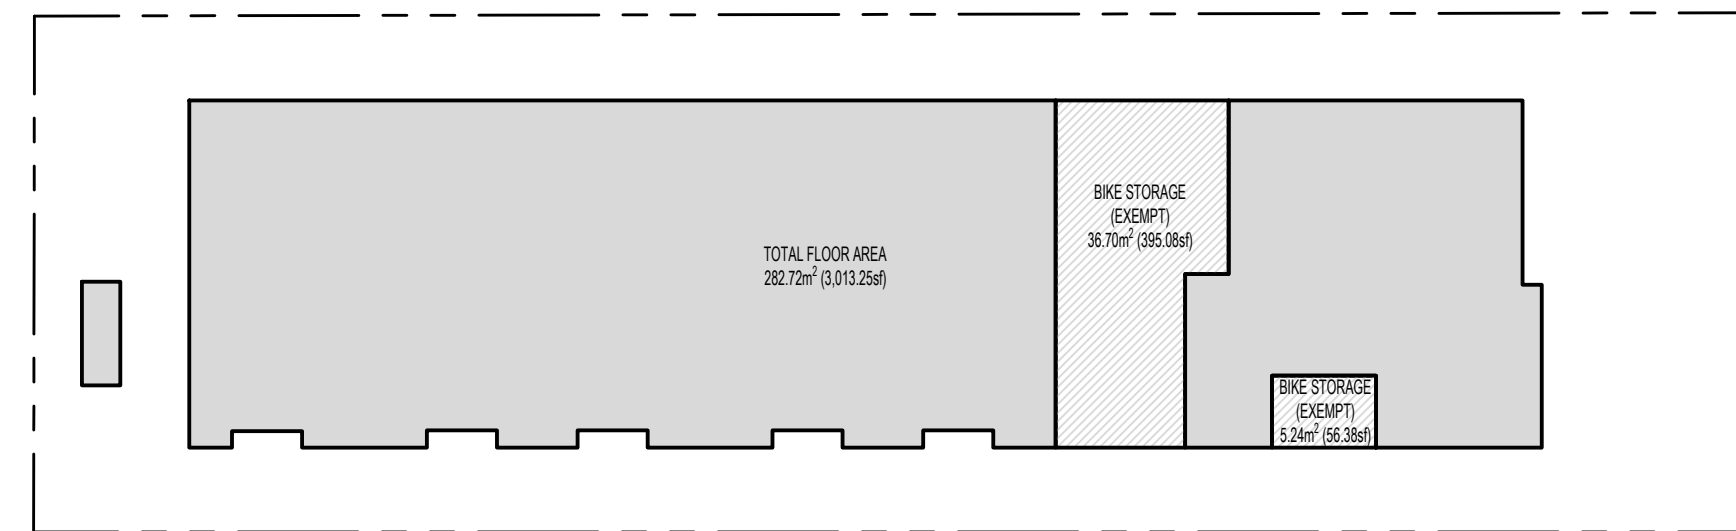 TOTAL FLOOR AREA
282.72m² (3,013.25sf)
BIKE STORAGE
(EXEMPT)
36.70m² (395.08sf)
BIKE STORAGE
(EXEMPT)
5.24m² (56.38sf)